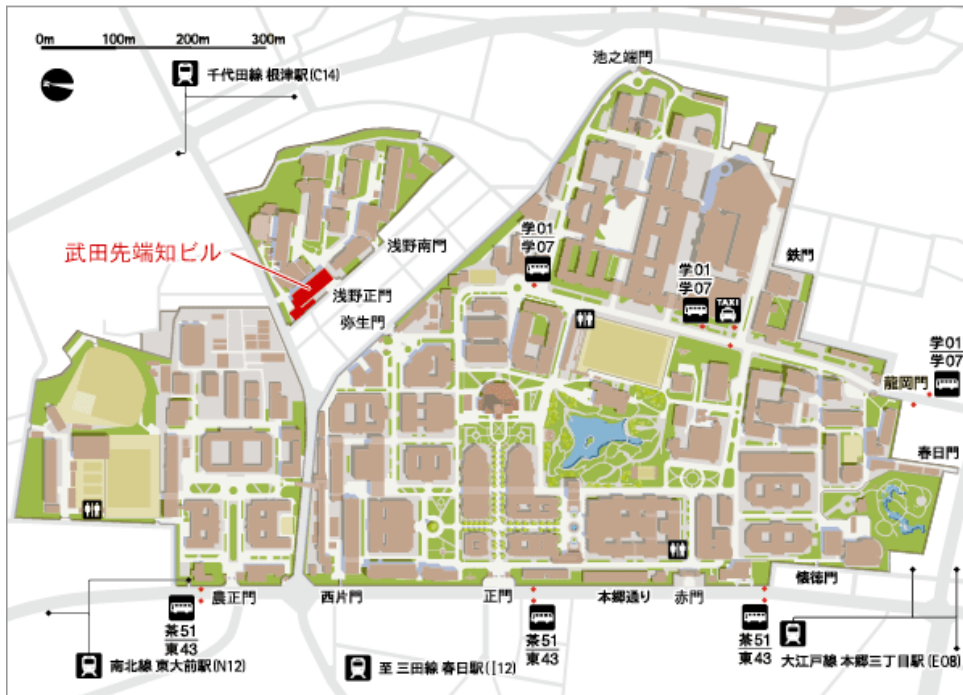 0m 100m 200m 300m
千代田線 根津駅(C14)
池之端門
武田先端知ビル
浅野南門
浅野正門
弥生門
学01
学07
学01
学07
TAXI
鉄門
学01
学07
龍岡門
春日門
農正門
西片門
正門
本郷通り
赤門
懐徳門
茶51
東43
茶51
東43
茶51
東43
南北線 東大前駅(N12)
至 三田線 春日駅(I12)
大江戸線 本郷三丁目駅(E08)